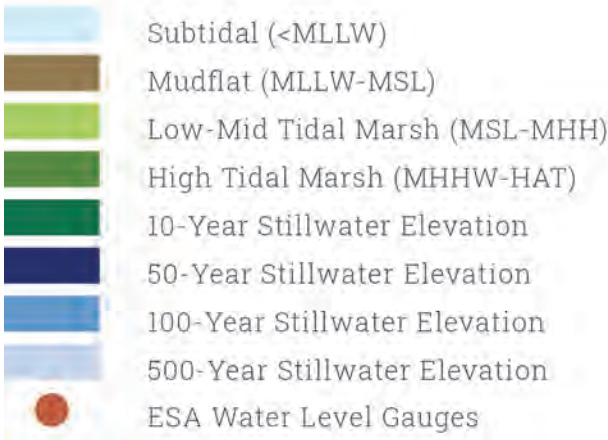 Subtidal (<MLLW)
Mudflat (MLLW-MSL)
Low-Mid Tidal Marsh (MSL-MHH)
High Tidal Marsh (MHHW-HAT)
10-Year Stillwater Elevation
50-Year Stillwater Elevation
100-Year Stillwater Elevation
500-Year Stillwater Elevation
ESA Water Level Gauges